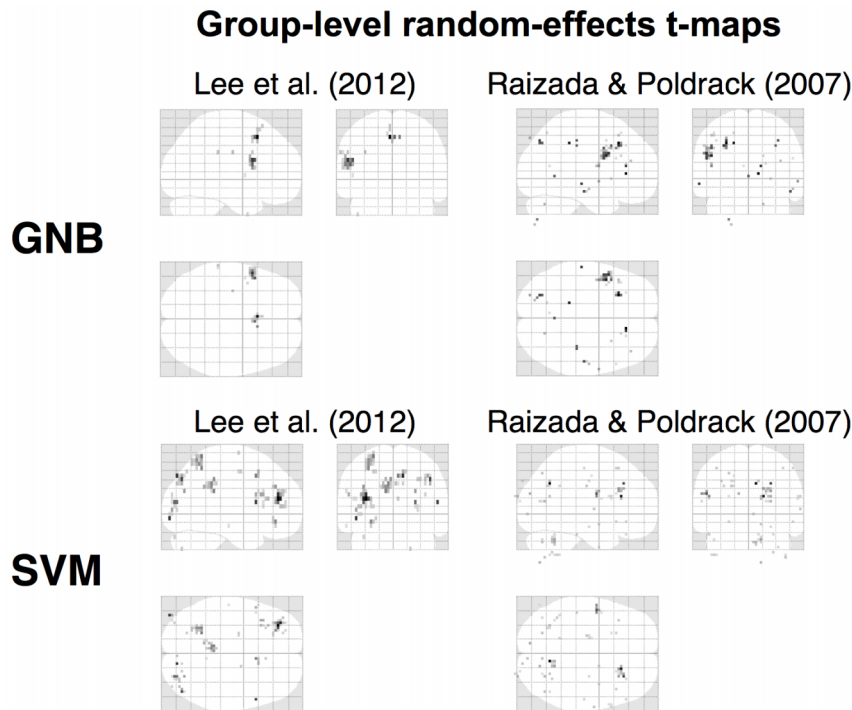 Group-level random-effects t-maps
Lee et al. (2012) Raizada & Poldrack (2007)
GNB
Lee et al. (2012) Raizada & Poldrack (2007)
SVM